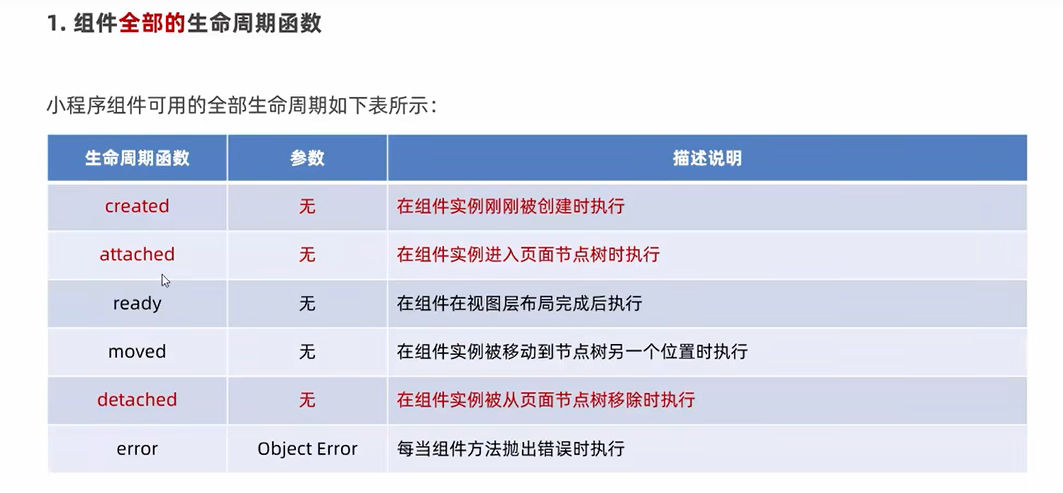 1. 组件全部的生命周期函数
小程序组件可用的全部生命周期如下表所示：
生命周期函数 参数 描述说明
created 无 在组件实例刚刚被创建时执行
attached 无 在组件实例进入页面节点树时执行
ready 无 在组件在视图层布局完成后执行
moved 无 在组件实例被移动到节点树另一个位置时执行
detached 无 在组件实例被从页面节点树移除时执行
error Object Error 每当组件方法抛出错误时执行